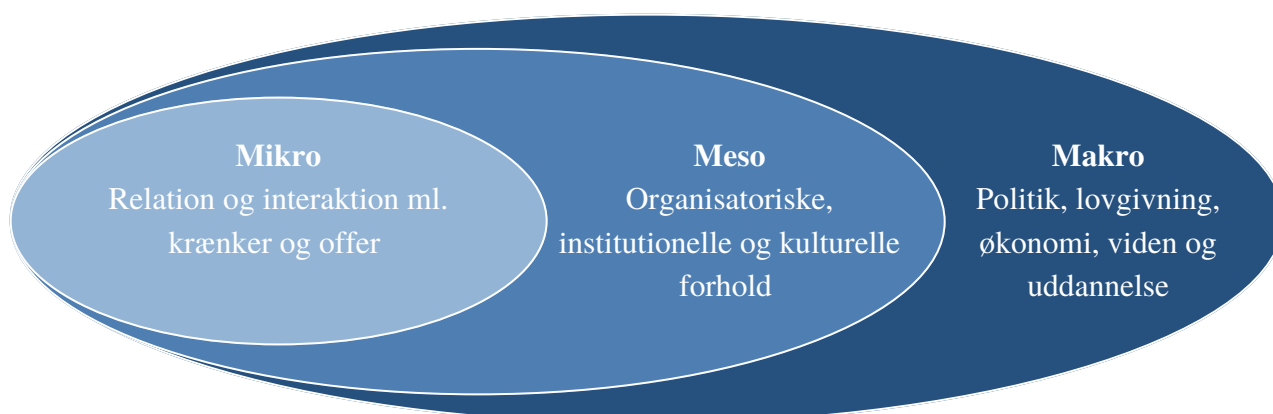 Mikro
Relation og interaktion ml.
krænker og offer
Meso
Organisatoriske,
institutionelle og kulturelle
forhold
Makro
Politik, lovgivning,
økonomi, viden og
uddannelse